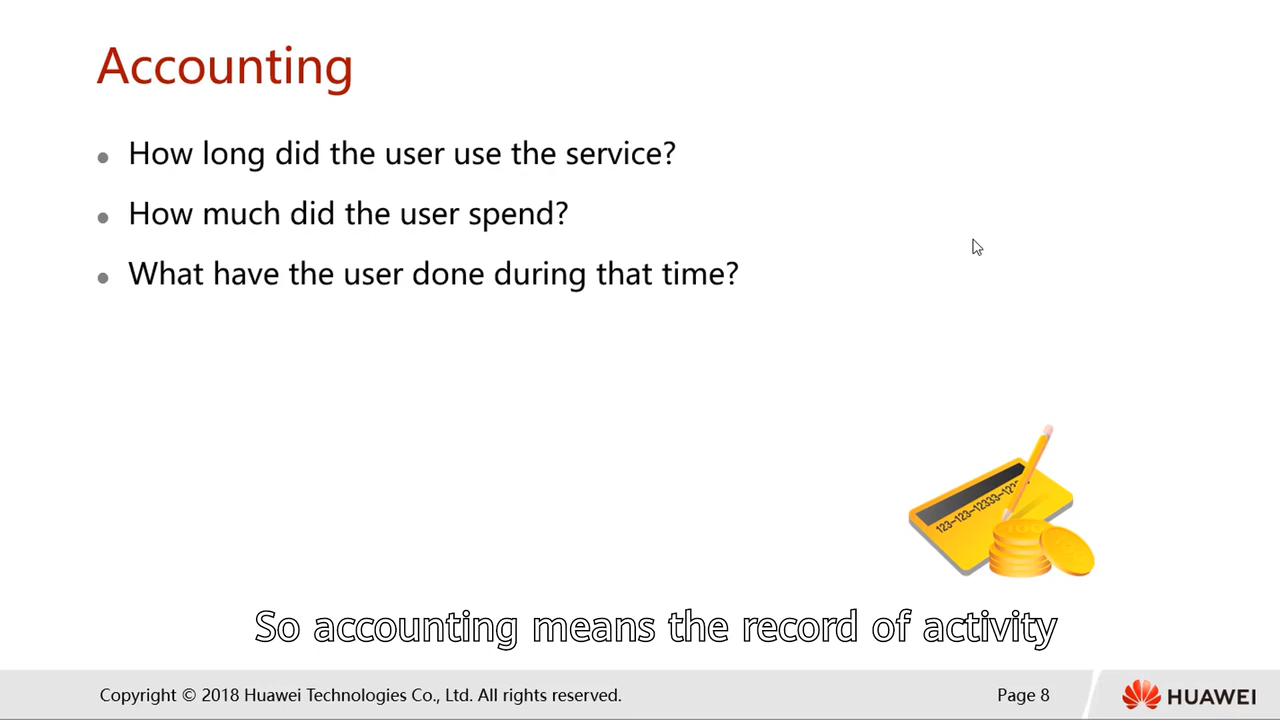 Accounting
How long did the user use the service?
How much did the user spend?
What have the user done during that time?
So accounting means the record of activity
Copyright © 2018 Huawei Technologies Co., Ltd. All rights reserved.
Page 8
HUAWEI